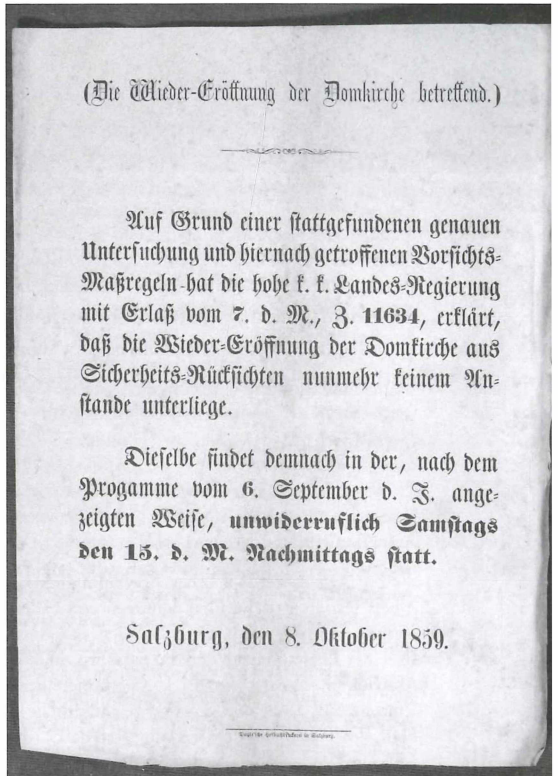 (Die Wieder-Eröffnung der Domkirche betreffend.)
Auf Grund einer stattgefundenen genauen
Untersuchung und hiernach getroffenen Vorsichts-
Maßregeln hat die hohe k. k. Landes-Regierung
mit Erlaß vom 7. d. M., Z. 11634, erklärt,
daß die Wieder-Eröffnung der Domkirche aus
Sicherheits-Rücksichten nunmehr keinem An-
stande unterliege.
Dieselbe findet demnach in der, nach dem
Progamme vom 6. September d. J. ange-
zeigten Weise, unwiderruflich Samstags
den 15. d. M. Nachmittags statt.
Salzburg, den 8. Oktober 1859.
in Salzburg.